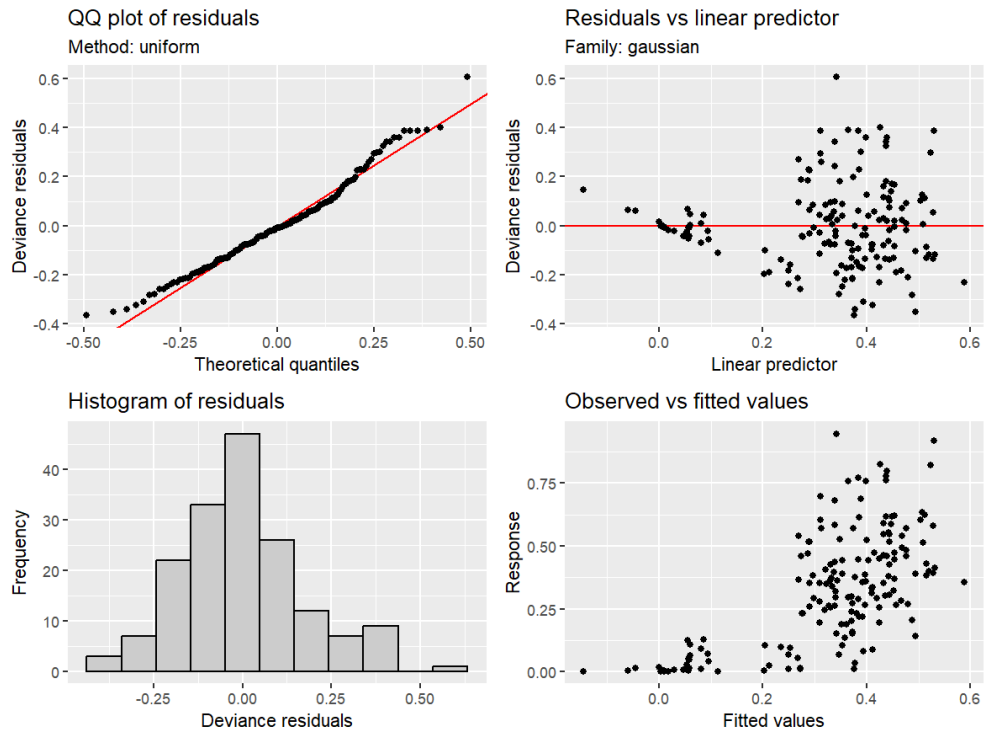 QQ plot of residuals
Method: uniform
Deviance residuals
0.6
0.4
0.2
0.0
-0.2
-0.4
-0.50
-0.25
0.00
0.25
0.50
Theoretical quantiles
Residuals vs linear predictor
Family: gaussian
Deviance residuals
0.6
0.4
0.2
0.0
-0.2
-0.4
0.0
0.2
0.4
0.6
Linear predictor
Histogram of residuals
Frequency
40
30
20
10
0
-0.25
0.00
0.25
0.50
Deviance residuals
Observed vs fitted values
Response
0.75
0.50
0.25
0.00
0.0
0.2
0.4
0.6
Fitted values